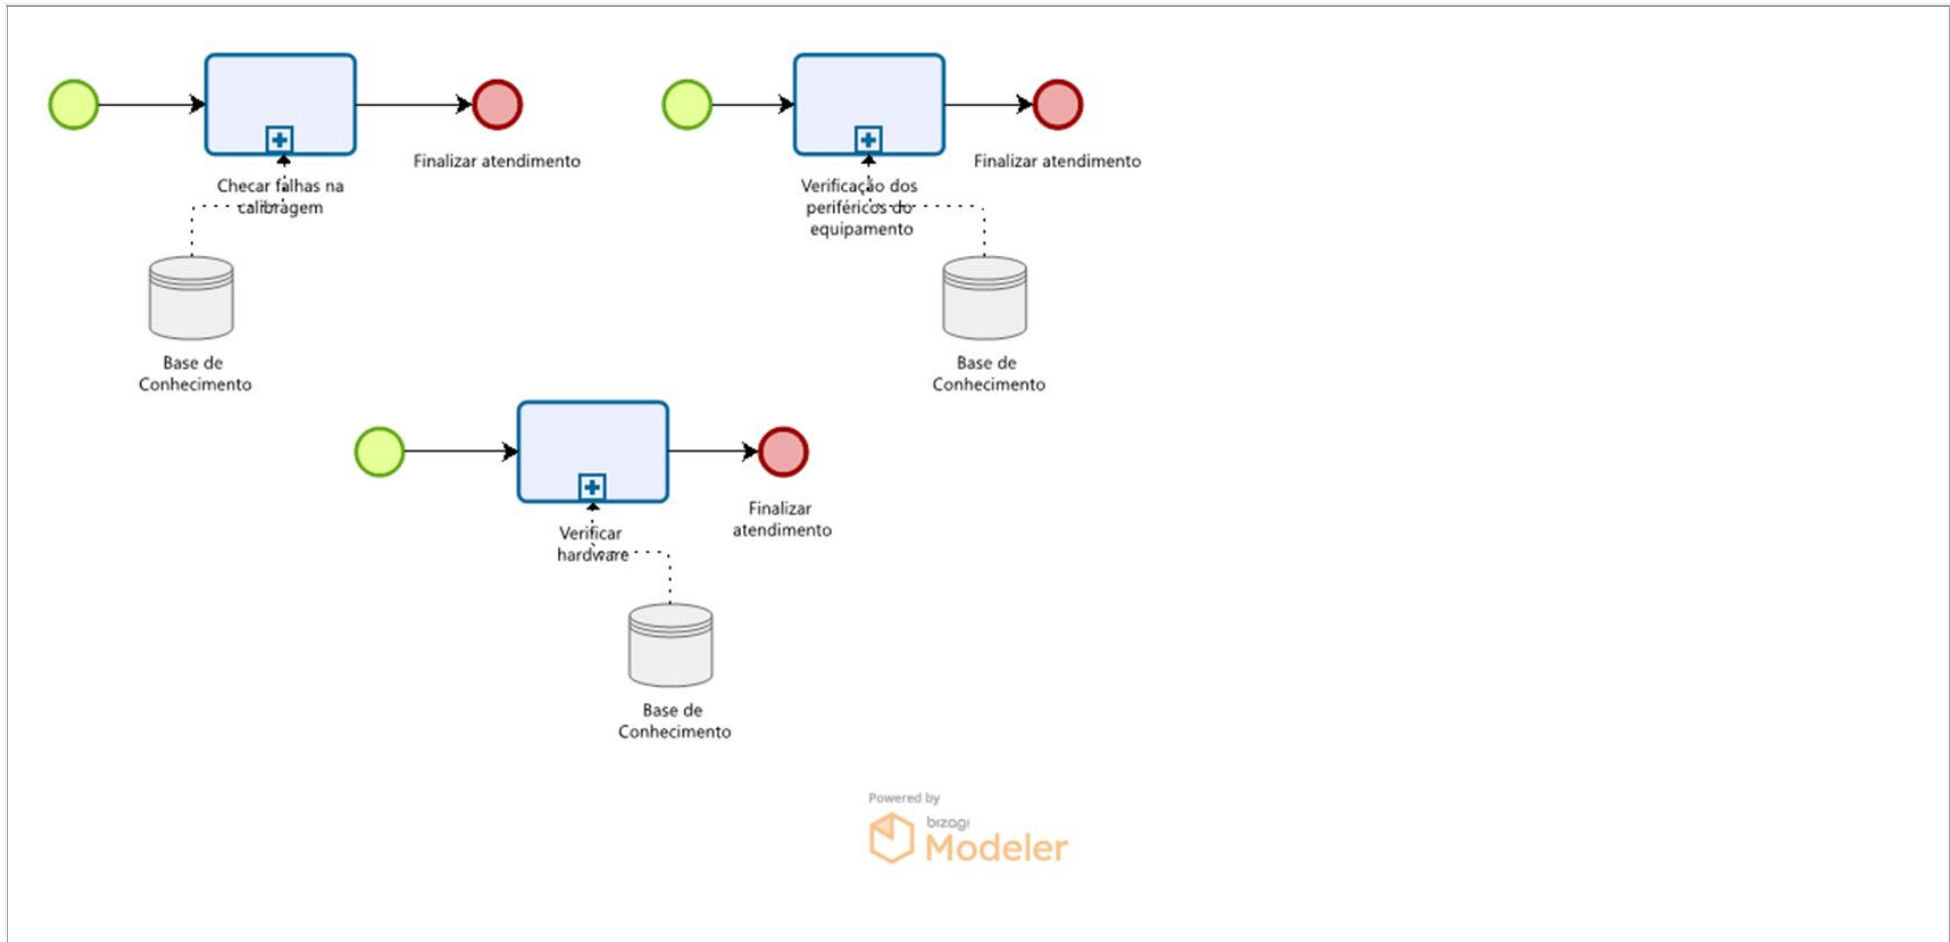 Finalizar atendimento
Checar falhas na
calibragem
Base de
Conhecimento
Finalizar atendimento
Verificação dos
periféricos do
equipamento
Base de
Conhecimento
Finalizar
atendimento
Verificar
hardware
Base de
Conhecimento
Powered by
bizagi
Modeler